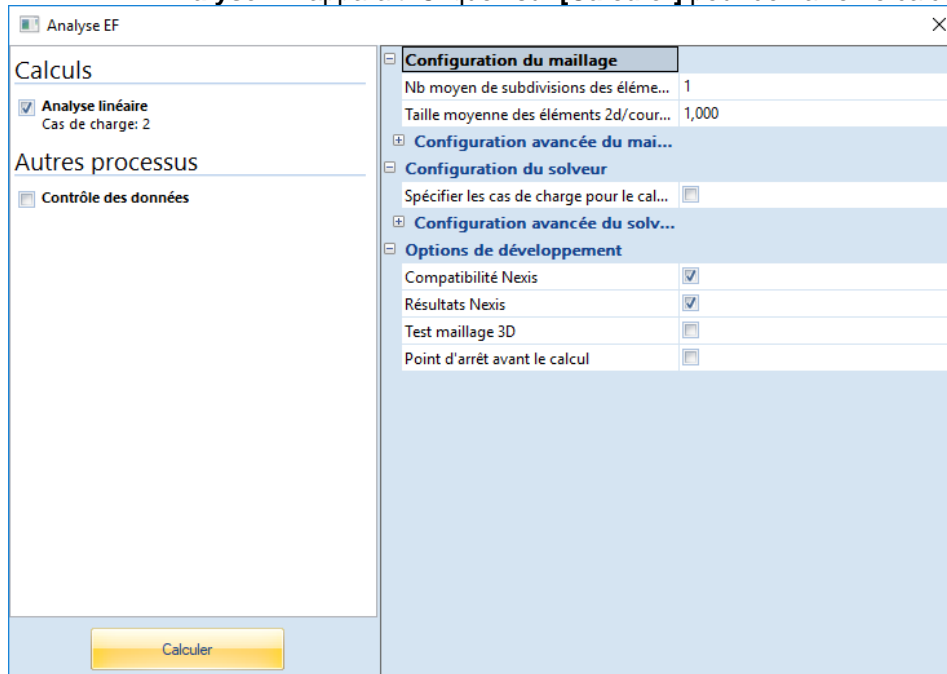 Analyse EF
Calculs
Analyse linéaire
Cas de charge: 2
Autres processus
Contrôle des données
Calculer
Configuration du maillage
Nb moyen de subdivisions des éléme... 1
Taille moyenne des éléments 2d/cour... 1,000
Configuration avancée du mai...
Configuration du solveur
Spécifier les cas de charge pour le cal...
Configuration avancée du solv...
Options de développement
Compatibilité Nexis
Résultats Nexis
Test maillage 3D
Point d'arrêt avant le calcul